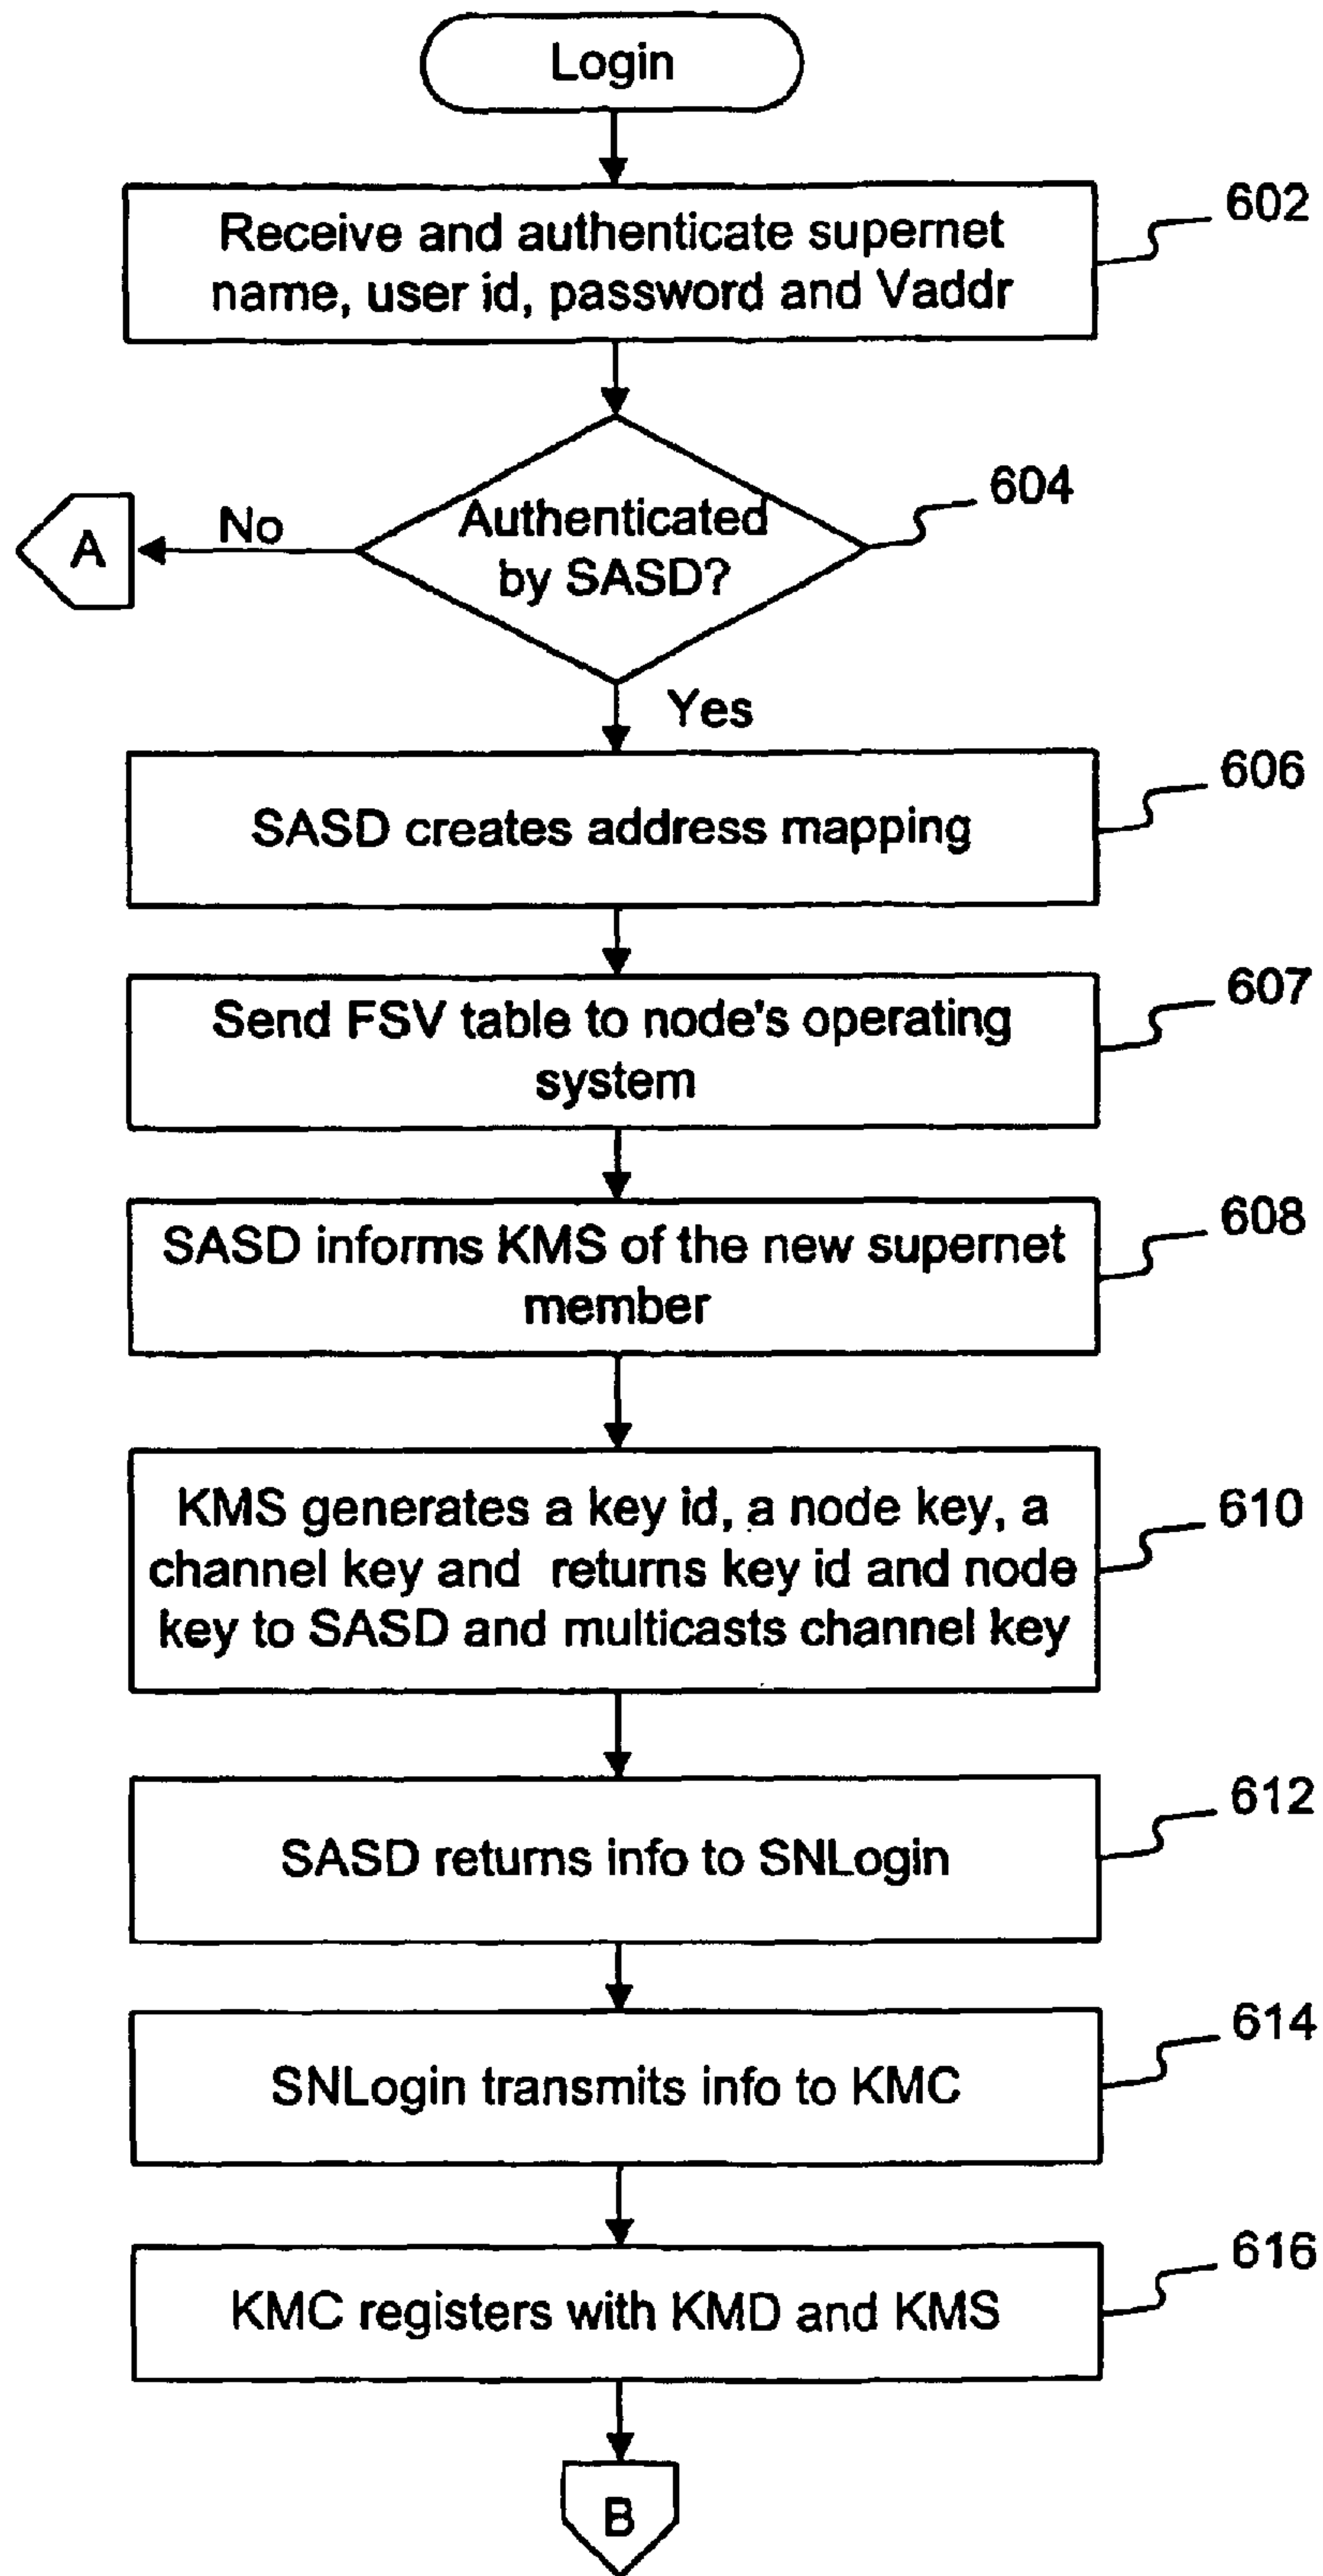 Login
Receive and authenticate supernet
name, user id, password and Vaddr
602
Authenticated
by SASD?
604
No
A
Yes
SASD creates address mapping
606
Send FSV table to node's operating
system
607
SASD informs KMS of the new supernet
member
608
KMS generates a key id, a node key, a
channel key and returns key id and node
key to SASD and multicasts channel key
610
SASD returns info to SNLogin
612
SNLogin transmits info to KMC
614
KMC registers with KMD and KMS
616
B